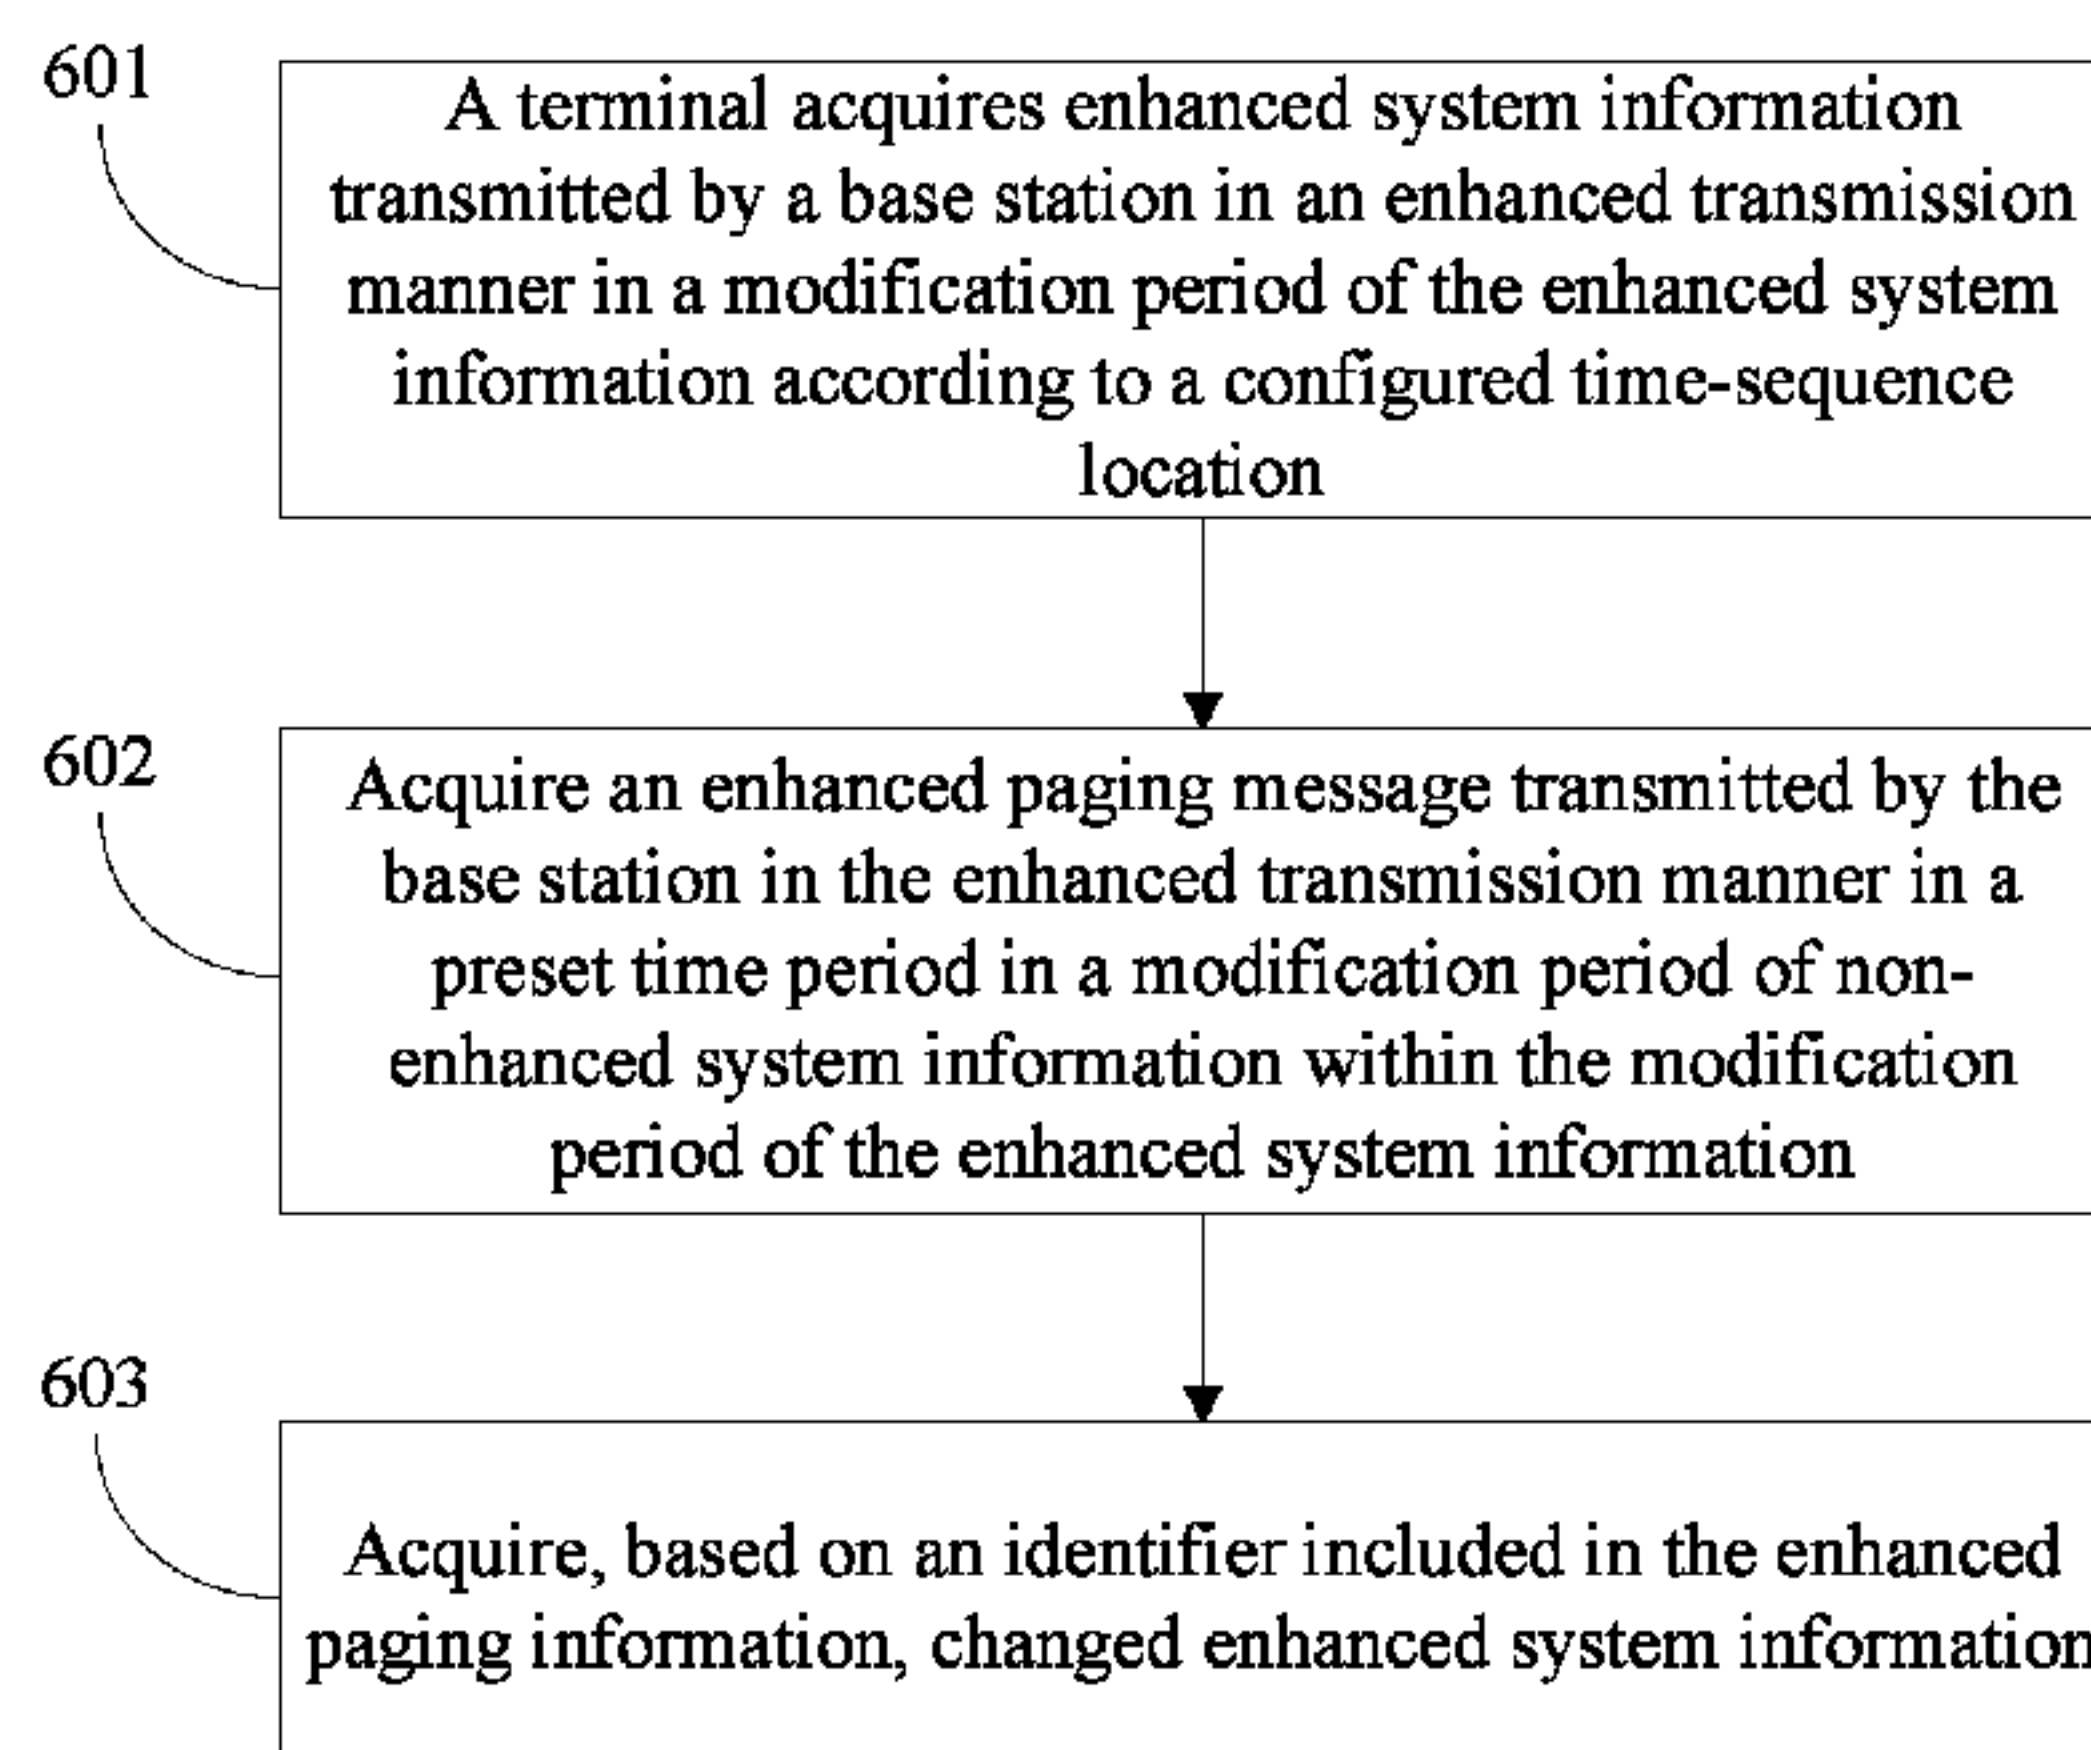 601
A terminal acquires enhanced system information
transmitted by a base station in an enhanced transmission
manner in a modification period of the enhanced system
information according to a configured time-sequence
location
602
Acquire an enhanced paging message transmitted by the
base station in the enhanced transmission manner in a
preset time period in a modification period of non-
enhanced system information within the modification
period of the enhanced system information
603
Acquire, based on an identifier included in the enhanced
paging information, changed enhanced system information